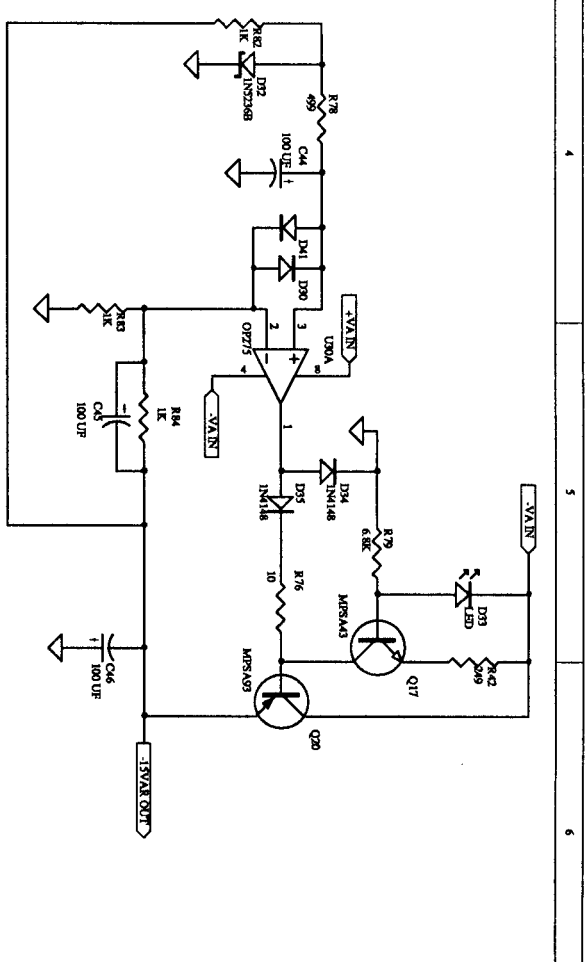 4
5
6
R82
1K
D32
1N5236B
R78
499
C44
100 UF
+
D41
D30
+VA IN
U30A
8
3
+
2
-
OP275
4
-VA IN
1
R83
1K
R84
1K
+
C45
100 UF
D34
1N4148
D35
1N4148
R79
6.8K
R76
10
-VA IN
D33
LED
R42
249
MPSA43
Q17
MPSA93
Q20
+
C46
100 UF
-15VAR OUT